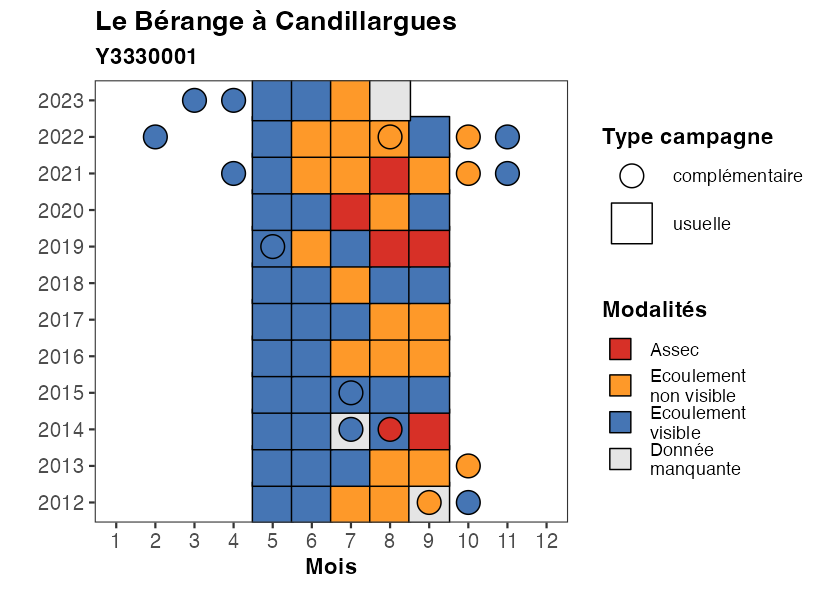 Le Bérange à Candillargues
Y3330001
2023
2022
2021
2020
2019
2018
2017
2016
2015
2014
2013
2012
1 2 3 4 5 6 7 8 9 10 11 12
Mois
Type campagne
complémentaire
usuelle
Modalités
Assec
Ecoulement
non visible
Ecoulement
visible
Donnée
manquante